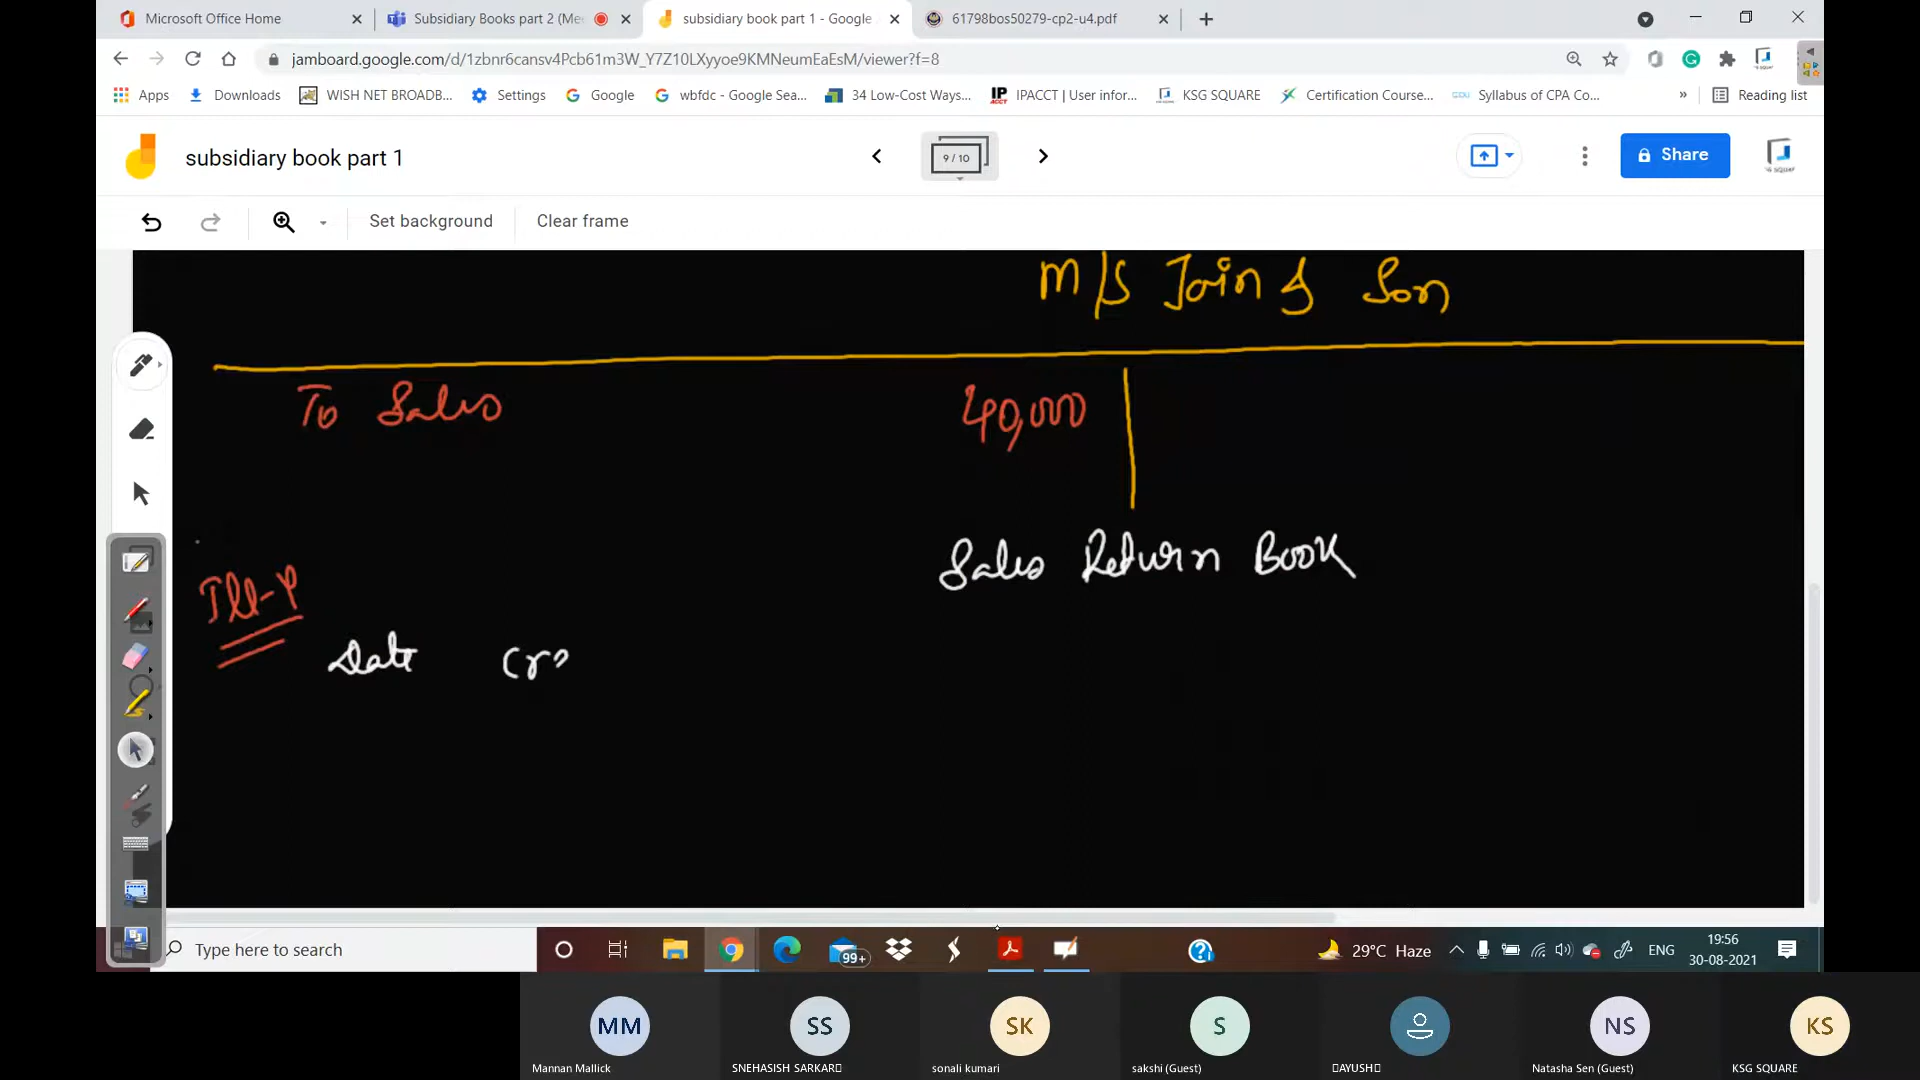 Microsoft Office Home
Subsidiary Books part 2 (Mee
subsidiary book part 1 - Google
61798bos50279-cp2-u4.pdf
jamboard.google.com/d/1zbnr6cansv4Pcb61m3W_Y7Z10LXyyoe9KMNeumEaEsM/viewer?f=8
Apps
Downloads
WISH NET BROADB...
Settings
Google
wbfdc - Google Sea...
34 Low-Cost Ways...
IPACCT | User infor...
KSG SQUARE
Certification Course...
Syllabus of CPA Co...
»
Reading list
subsidiary book part 1
9 / 10
Share
Set background
Clear frame
M/S Join & Son
To Sales 40,000
Sales Return Book
Ill-4
Date
Type here to search
99+
29°C Haze
ENG
19:56
30-08-2021
MM
SS
SK
S
NS
KS
Mannan Mallick
SNEHASISH SARKAR
sonali kumari
sakshi (Guest)
AYUSH
Natasha Sen (Guest)
KSG SQUARE